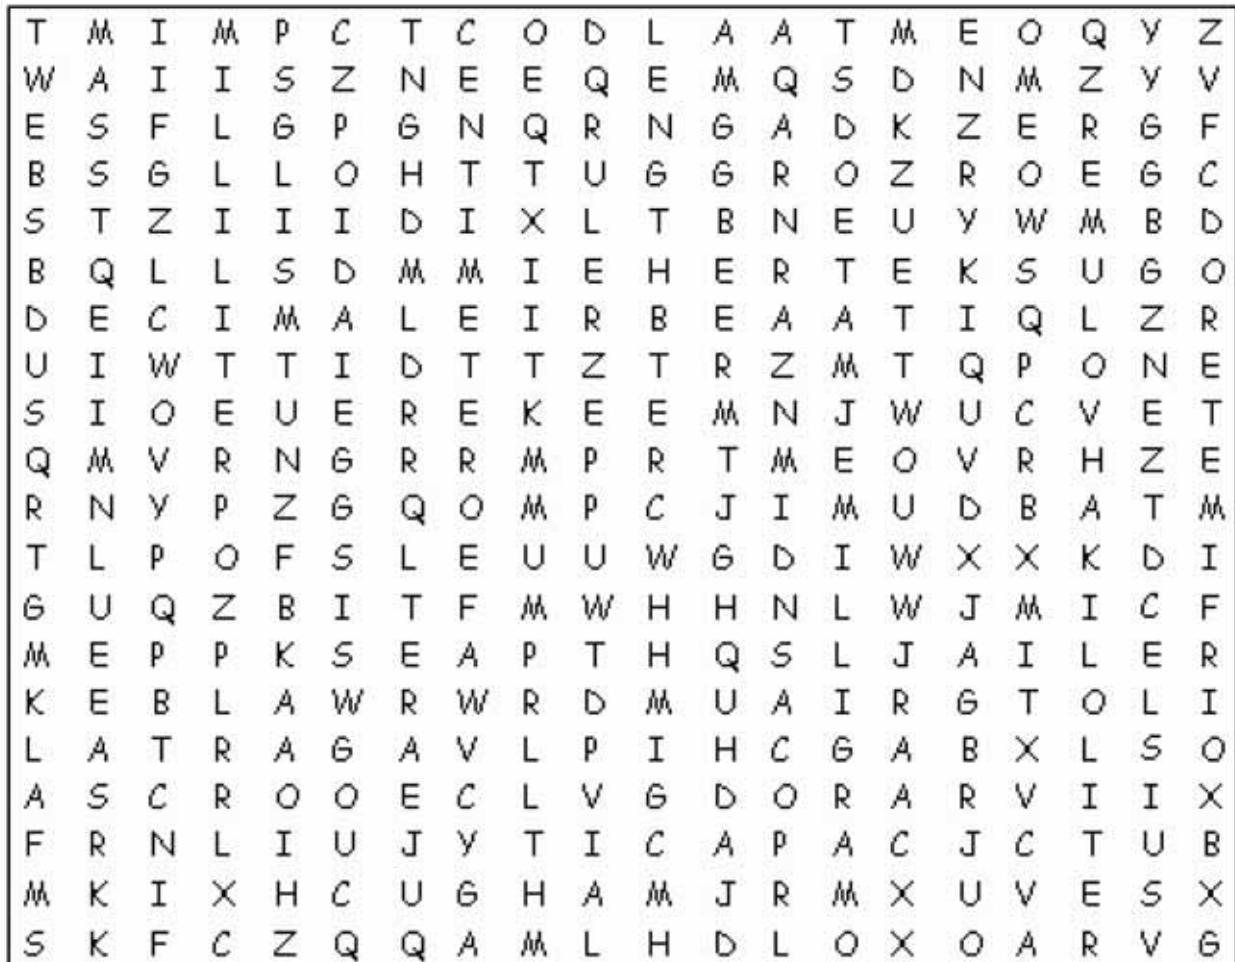 T M I M P C T C O D L A A T M E O Q Y Z
W A I I S Z N E E Q E M Q S D N M Z Y V
E S F L G P G N Q R N G A D K Z E R G F
B S G L L O H T T U G G R O Z R O E G C
S T Z I I I D I X L T B N E U Y W M B D
B Q L L S D M M I E H E R T E K S U G O
D E C I M A L E I R B E A A T I Q L Z R
U I W T T I D T T Z T R Z M T Q P O N E
S I O E U E R E K E E M N J W U C V E T
Q M V R N G R R M P R T M E O V R H Z E
R N Y P Z G Q O M P C J I M U D B A T M
T L P O F S L E U U W G D I W X X K D I
G U Q Z B I T F M W H H N L W J M I C F
M E P P K S E A P T H Q S L J A I L E R
K E B L A W R W R D M U A I R G T O L I
L A T R A G A V L P I H C G A B X L S O
A S C R O O E C L V G D O R A R V I I X
F R N L I U J Y T I C A P A C J C T U B
M K I X H C U G H A M J R M X U V E S X
S K F C Z Q Q A M L H D L O X O A R V G